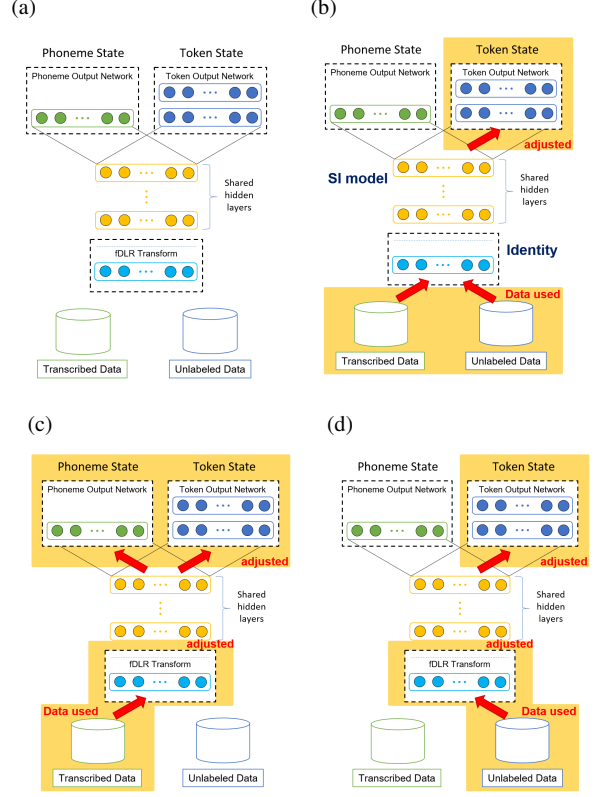 (a)
Phoneme State Token State
Phoneme Output Network Token Output Network
Shared
hidden
layers
fDLR Transform
Transcribed Data Unlabeled Data
(b)
Phoneme State Token State
Phoneme Output Network Token Output Network
adjusted
SI model
Shared
hidden
layers
Identity
Data used
Transcribed Data Unlabeled Data
(c)
Phoneme State Token State
Phoneme Output Network Token Output Network
adjusted
Shared
hidden
layers
adjusted
fDLR Transform
Data used
Transcribed Data Unlabeled Data
(d)
Phoneme State Token State
Phoneme Output Network Token Output Network
adjusted
Shared
hidden
layers
adjusted
fDLR Transform
Data used
Transcribed Data Unlabeled Data